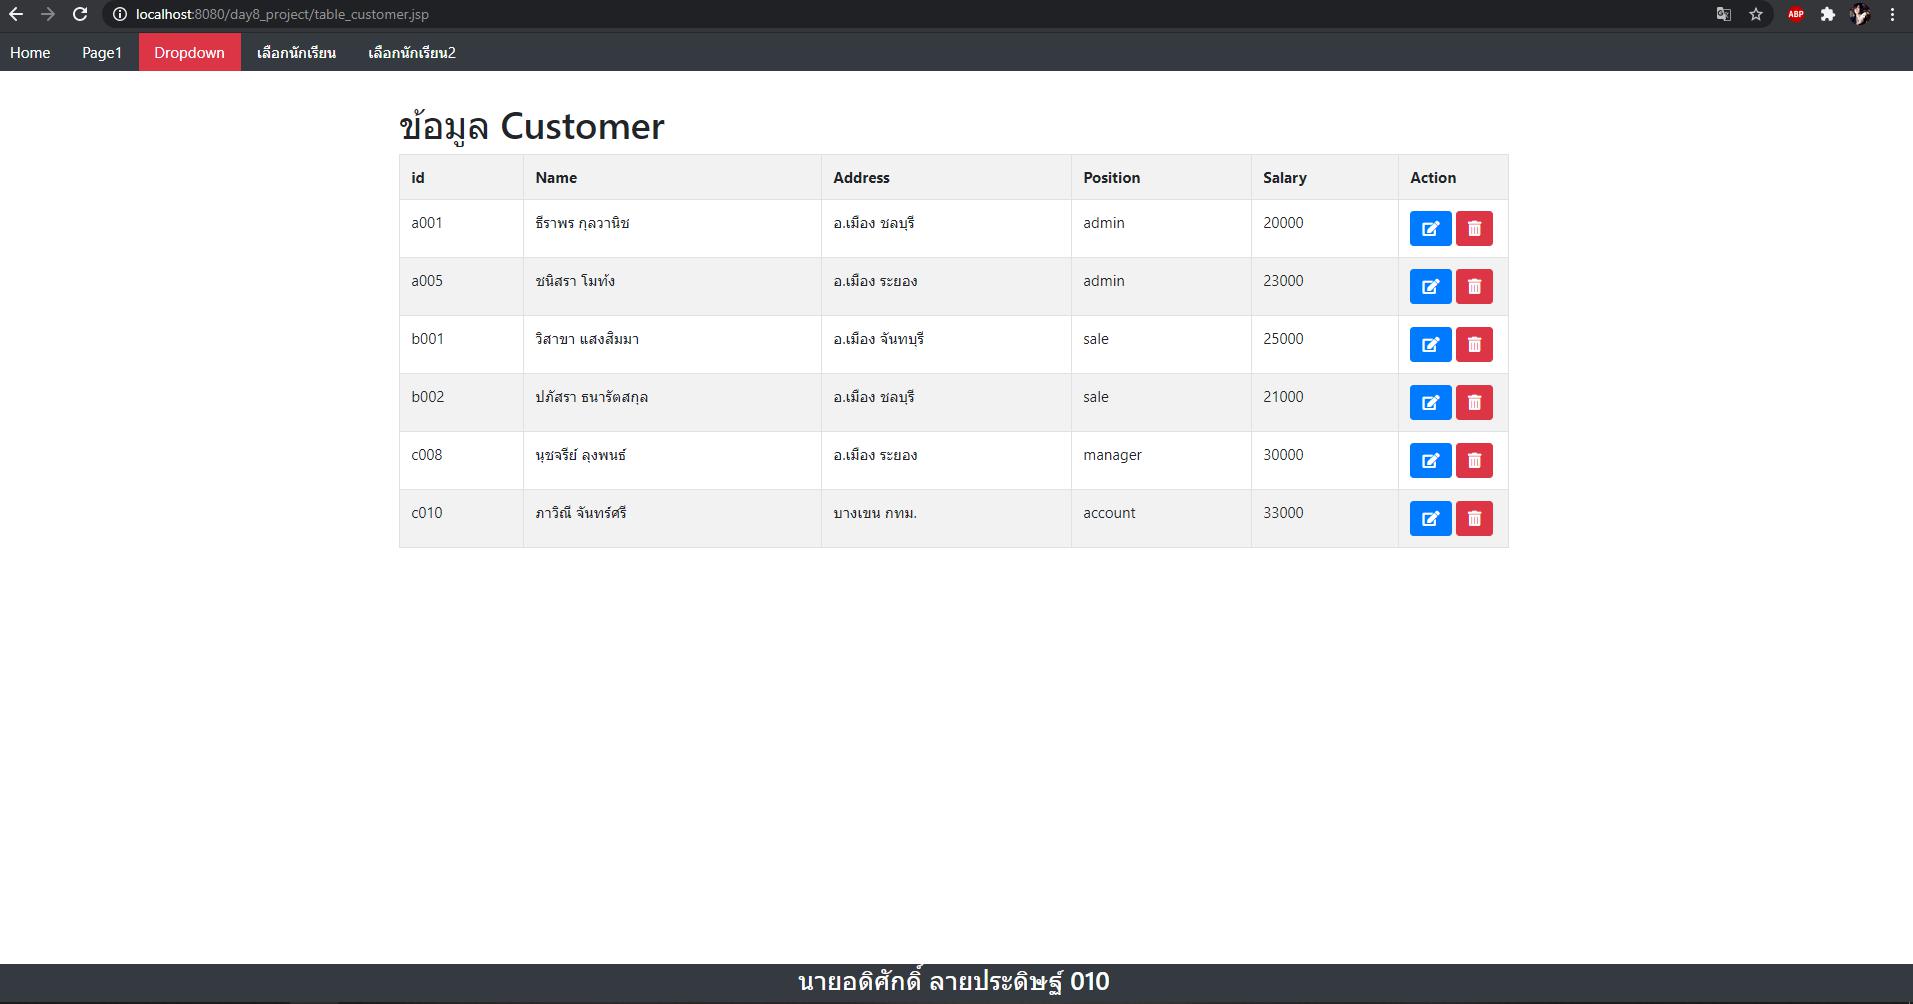 localhost:8080/day8_project/table_customer.jsp
ABP
Home Page1 Dropdown เลือกนักเรียน เลือกนักเรียน2
ข้อมูล Customer
id Name Address Position Salary Action
a001 ธีราพร กุลวานิช อ.เมือง ชลบุรี admin 20000
a005 ชนิสรา โมทัง อ.เมือง ระยอง admin 23000
b001 วิสาขา แสงสิมมา อ.เมือง จันทบุรี sale 25000
b002 ปภัสรา ธนารัตสกุล อ.เมือง ชลบุรี sale 21000
c008 นุชจรีย์ ลุงพนธ์ อ.เมือง ระยอง manager 30000
c010 ภาวิณี จันทร์ศรี บางเขน กทม. account 33000
นายอดิศักดิ์ ลายประดิษฐ์ 010